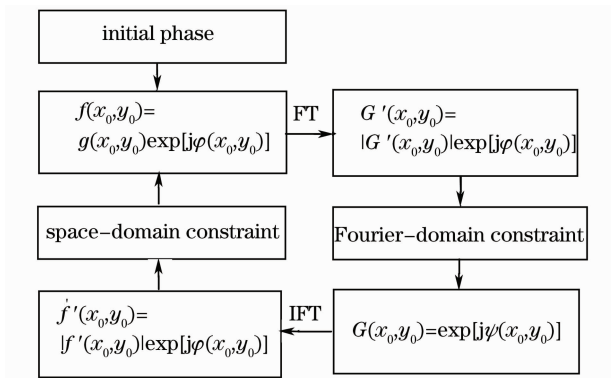 initial phase
f(x₀,y₀)=
g(x₀,y₀)exp[jφ(x₀,y₀)]
FT
G ′(x₀,y₀)=
|G ′(x₀,y₀)|exp[jφ(x₀,y₀)]
space-domain constraint
Fourier-domain constraint
f ′(x₀,y₀)=
|f ′(x₀,y₀)|exp[jφ(x₀,y₀)]
IFT
G(x₀,y₀)=exp[jψ(x₀,y₀)]